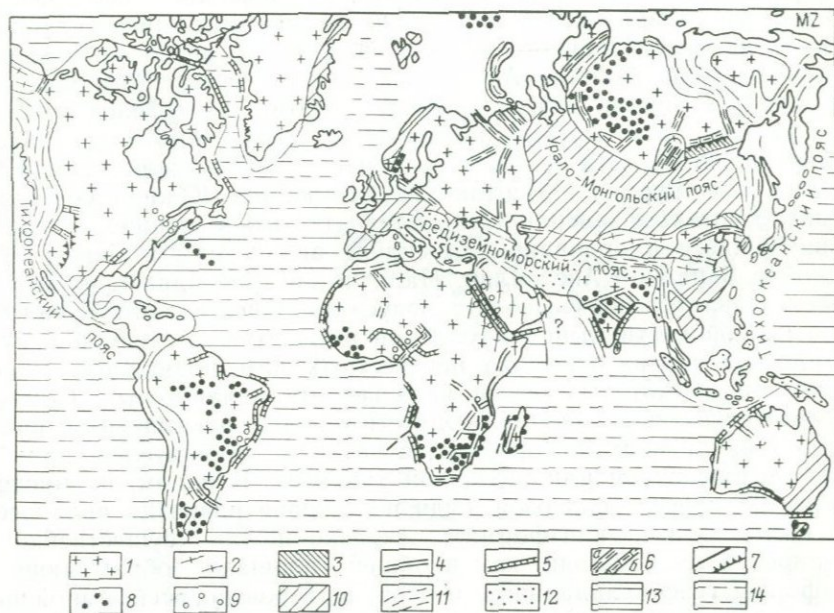 MZ
Урало-Монгольский пояс
Тихоокеанский пояс
Средиземноморский пояс
Тихоокеанский пояс
?
1 2 3 4 5 а б 6 7
8 9 10 11 12 13 14